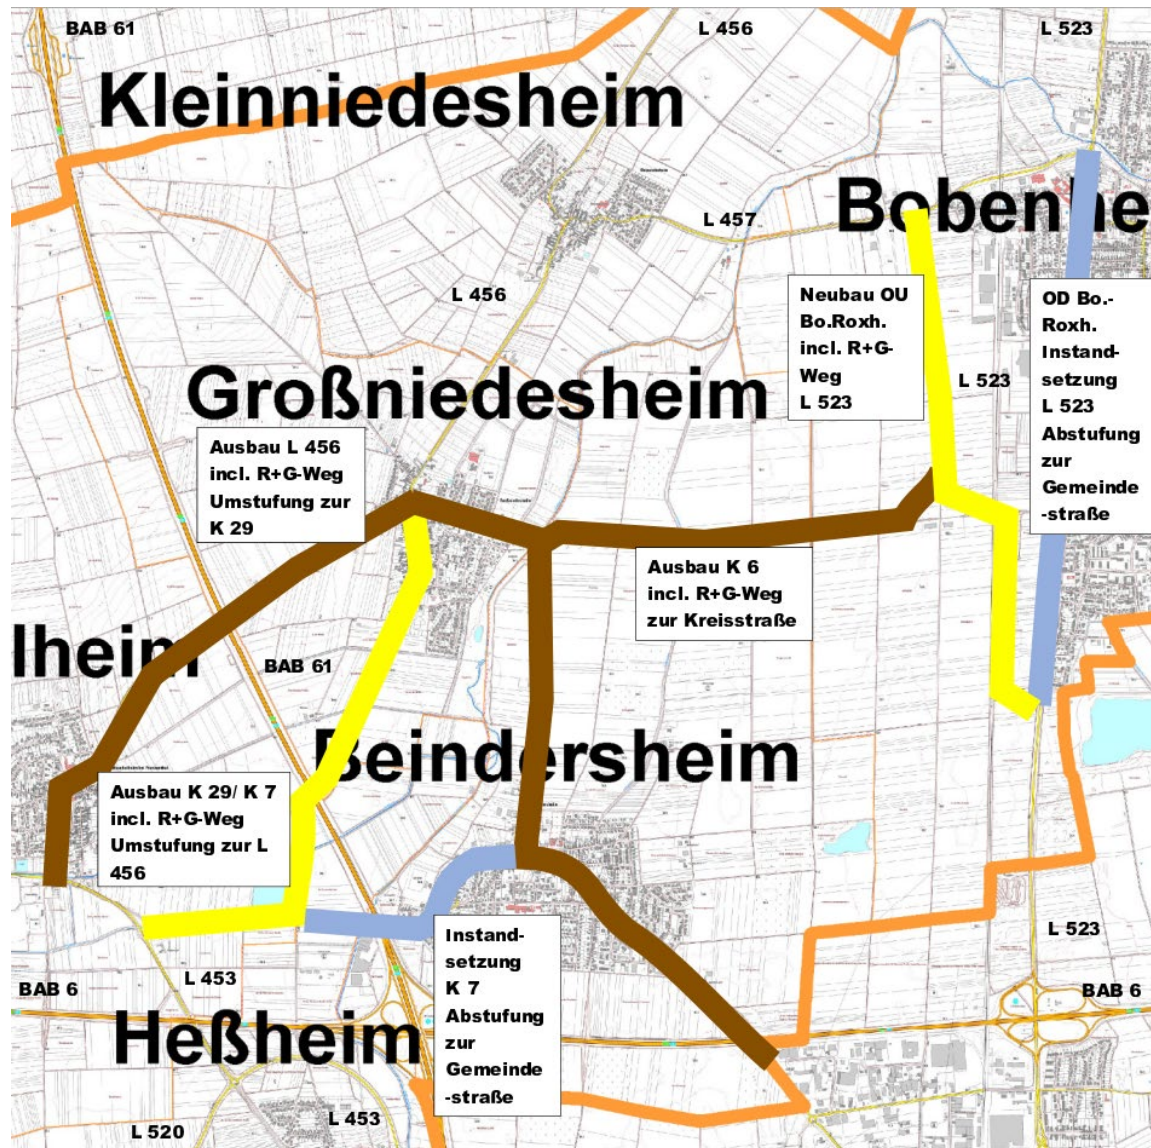 BAB 61
L 456
L 523
Kleinniedesheim
Bobenhe
L 457
L 456
Neubau OU
Bo.Roxh.
incl. R+G-
Weg
L 523
OD Bo.-
Roxh.
Instand-
setzung
L 523
Abstufung
zur
Gemeinde
-straße
L 523
Großniedesheim
Ausbau L 456
incl. R+G-Weg
Umstufung zur
K 29
Ausbau K 6
incl. R+G-Weg
zur Kreisstraße
lheim
BAB 61
Beindersheim
Ausbau K 29/ K 7
incl. R+G-Weg
Umstufung zur L
456
Instand-
setzung
K 7
Abstufung
zur
Gemeinde
-straße
L 523
L 453
BAB 6
BAB 6
Heßheim
L 453
L 520